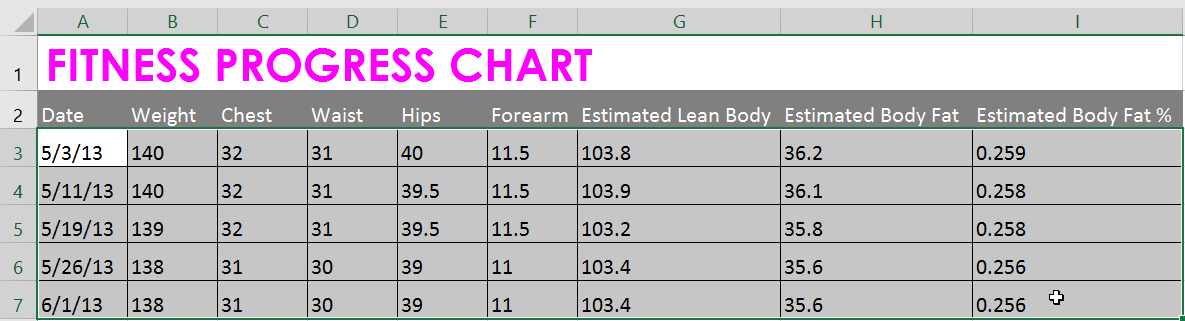 A B C D E F G H I
1 FITNESS PROGRESS CHART
2 Date Weight Chest Waist Hips Forearm Estimated Lean Body Estimated Body Fat Estimated Body Fat %
3 5/3/13 140 32 31 40 11.5 103.8 36.2 0.259
4 5/11/13 140 32 31 39.5 11.5 103.9 36.1 0.258
5 5/19/13 139 32 31 39.5 11.5 103.2 35.8 0.258
6 5/26/13 138 31 30 39 11 103.4 35.6 0.256
7 6/1/13 138 31 30 39 11 103.4 35.6 0.256